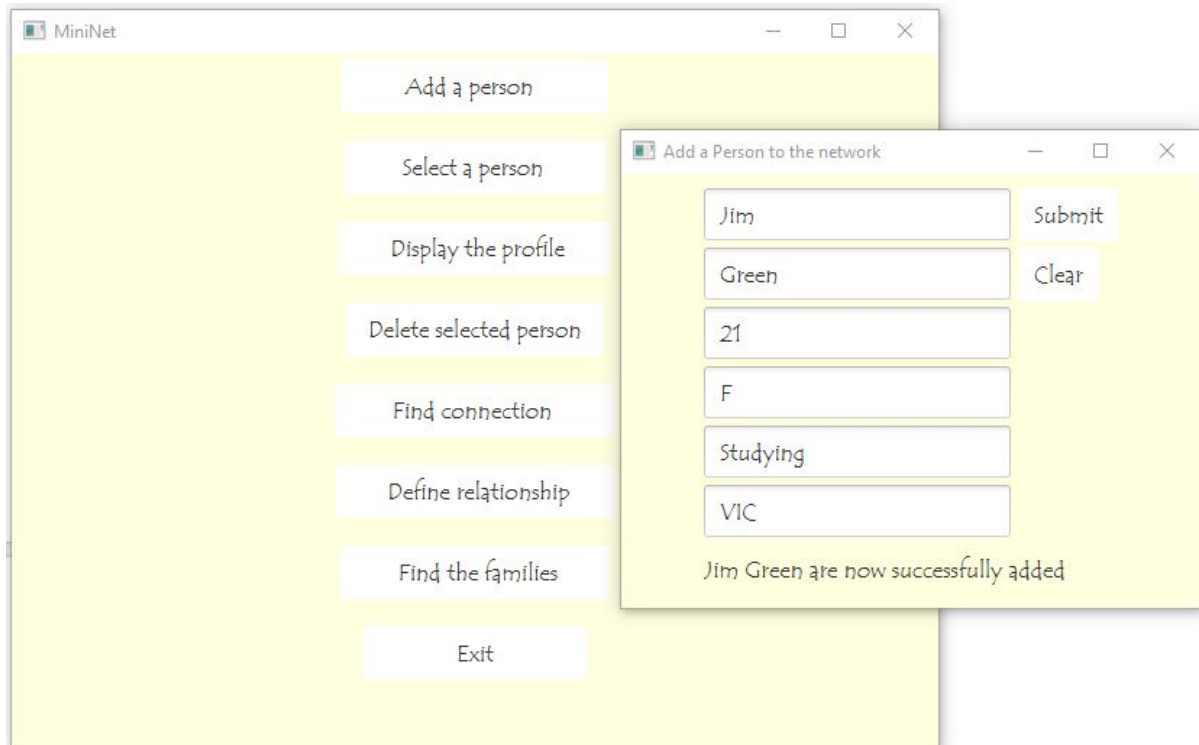 MiniNet
Add a person
Select a person
Display the profile
Delete selected person
Find connection
Define relationship
Find the families
Exit
Add a Person to the network
Jim
Submit
Green
Clear
21
F
Studying
VIC
Jim Green are now successfully added